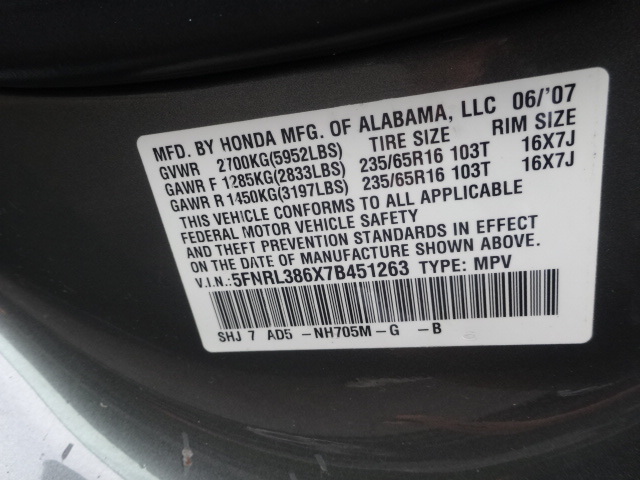 MFD. BY HONDA MFG. OF ALABAMA, LLC 06/'07
GVWR 2700KG(5952LBS) TIRE SIZE RIM SIZE
GAWR F 1285KG(2833LBS) 235/65R16 103T 16X7J
GAWR R 1450KG(3197LBS) 235/65R16 103T 16X7J
THIS VEHICLE CONFORMS TO ALL APPLICABLE
FEDERAL MOTOR VEHICLE SAFETY
AND THEFT PREVENTION STANDARDS IN EFFECT
ON THE DATE OF MANUFACTURE SHOWN ABOVE.
V.I.N.: 5FNRL386X7B451263 TYPE: MPV
SHJ 7 AD5 -NH705M-G -B